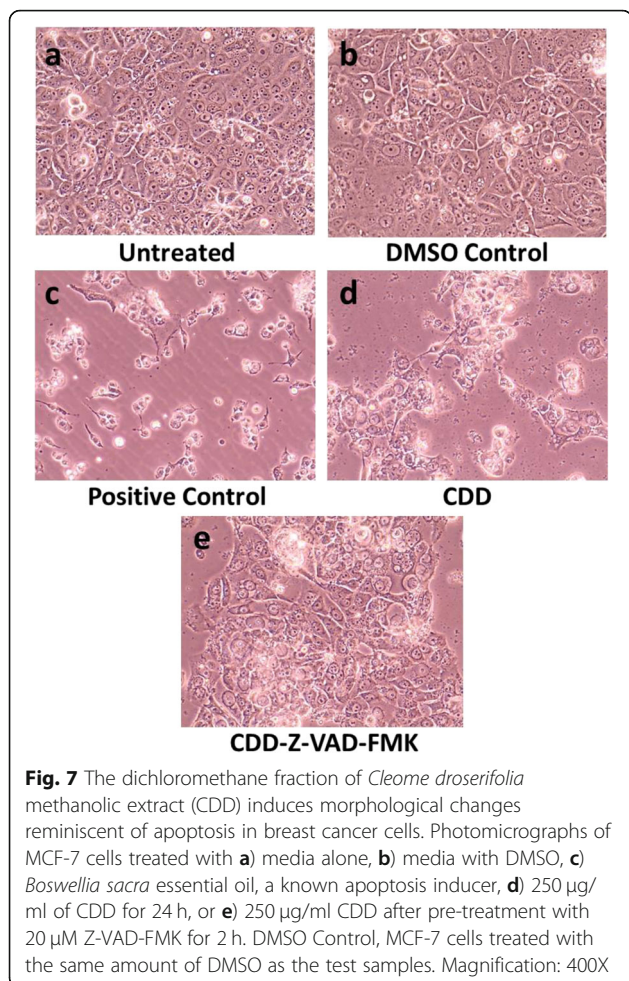 a
b
Untreated
DMSO Control
c
d
Positive Control
CDD
e
CDD-Z-VAD-FMK
Fig. 7 The dichloromethane fraction of Cleome droserifolia
methanolic extract (CDD) induces morphological changes
reminiscent of apoptosis in breast cancer cells. Photomicrographs of
MCF-7 cells treated with a) media alone, b) media with DMSO, c)
Boswellia sacra essential oil, a known apoptosis inducer, d) 250 μg/
ml of CDD for 24 h, or e) 250 μg/ml CDD after pre-treatment with
20 μM Z-VAD-FMK for 2 h. DMSO Control, MCF-7 cells treated with
the same amount of DMSO as the test samples. Magnification: 400X